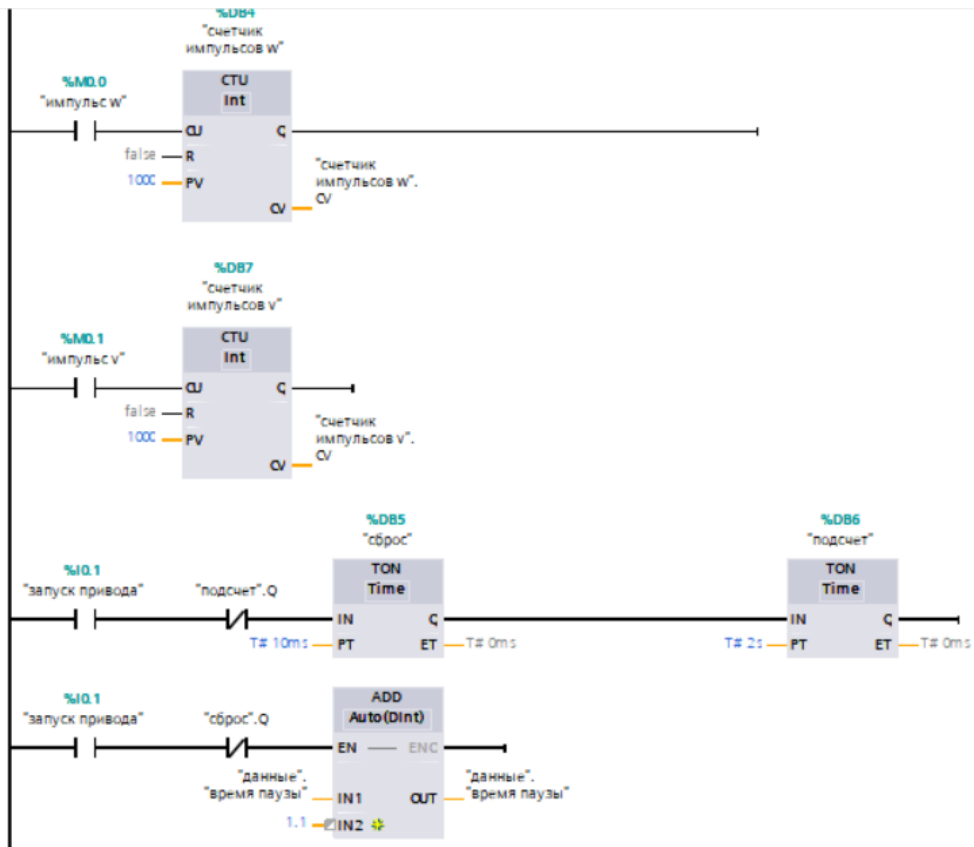 %DB4
"счетчик
импульсов w"
CTU
Int
%M0.0
"импульс w"
CU
Q
false
R
1000
PV
"счетчик
импульсов w".
CV
CV
%DB7
"счетчик
импульсов v"
CTU
Int
%M0.1
"импульс v"
CU
Q
false
R
1000
PV
"счетчик
импульсов v".
CV
CV
%DB5
"сброс"
%DB6
"подсчет"
TON
Time
TON
Time
%I0.1
"запуск привода"
"подсчет".Q
IN
Q
IN
Q
T# 10ms
PT
ET
T# 0ms
T# 2s
PT
ET
T# 0ms
%I0.1
"запуск привода"
"сброс".Q
ADD
Auto(DInt)
EN
ENO
"данные".
"время паузы"
IN1
OUT
"данные".
"время паузы"
1.1
IN2